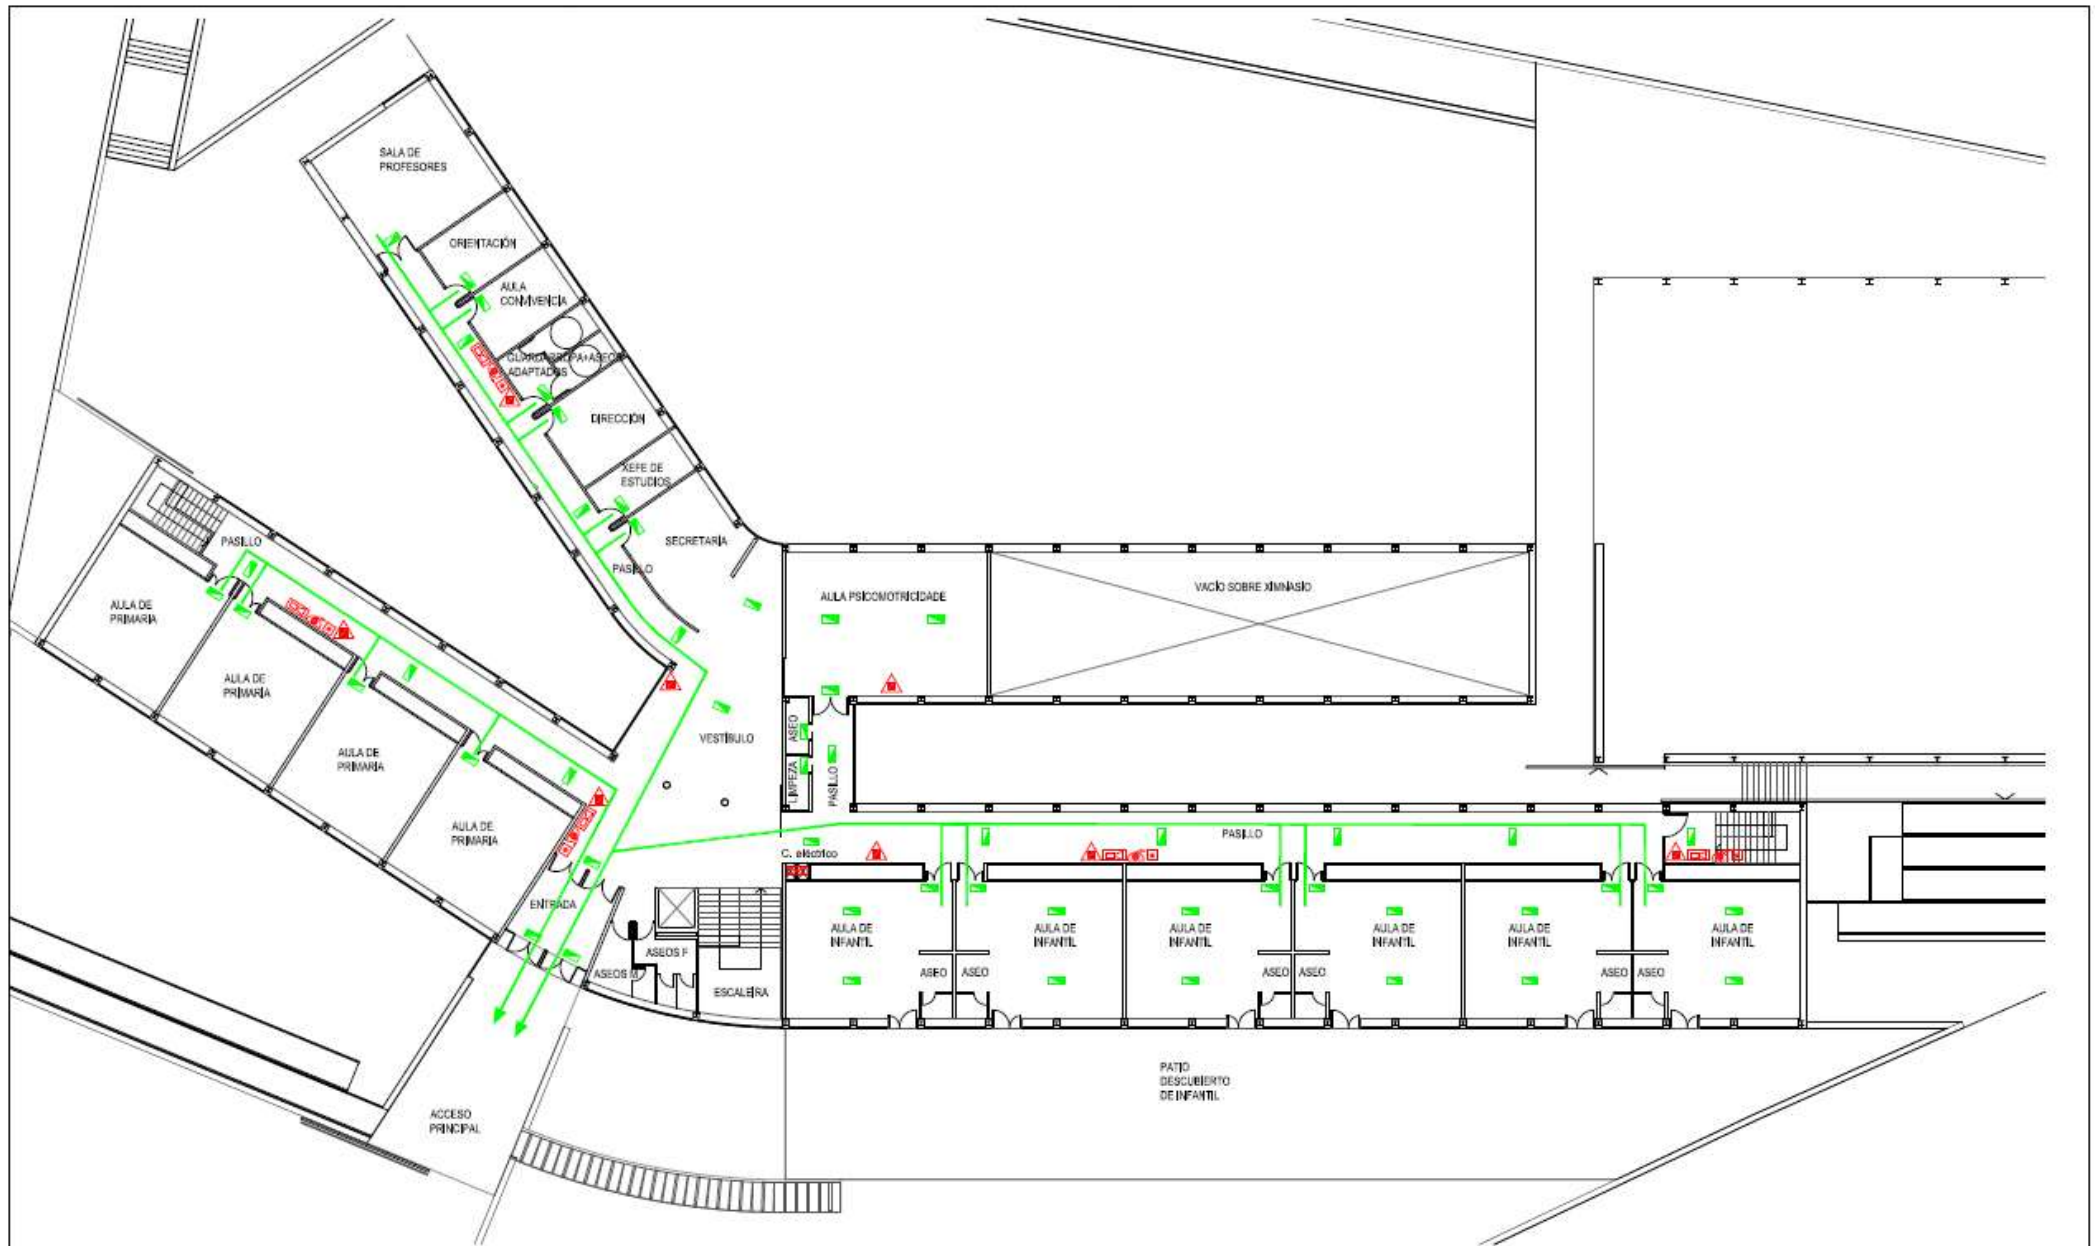 SALA DE
PROFESORES
ORIENTACIÓN
AULA
CONVIVENCIA
GUARDARROPA+ASEOS
ADAPTADOS
DIRECCIÓN
XEFE DE
ESTUDIOS
SECRETARÍA
PASILLO
PASILLO
AULA DE
PRIMARIA
AULA DE
PRIMARIA
AULA DE
PRIMARIA
AULA DE
PRIMARIA
AULA PSICOMOTRICIDADE
VACÍO SOBRE XIMNASIO
VESTÍBULO
ASEO
LIMPEZA
PASILLO
PASILLO
C. eléctrico
ENTRADA
ASEOS M
ASEOS F
ESCALEIRA
AULA DE
INFANTIL
AULA DE
INFANTIL
AULA DE
INFANTIL
AULA DE
INFANTIL
AULA DE
INFANTIL
AULA DE
INFANTIL
ASEO
ASEO
ASEO
ASEO
ASEO
ASEO
PATIO
DESCUBIERTO
DE INFANTIL
ACCESO
PRINCIPAL